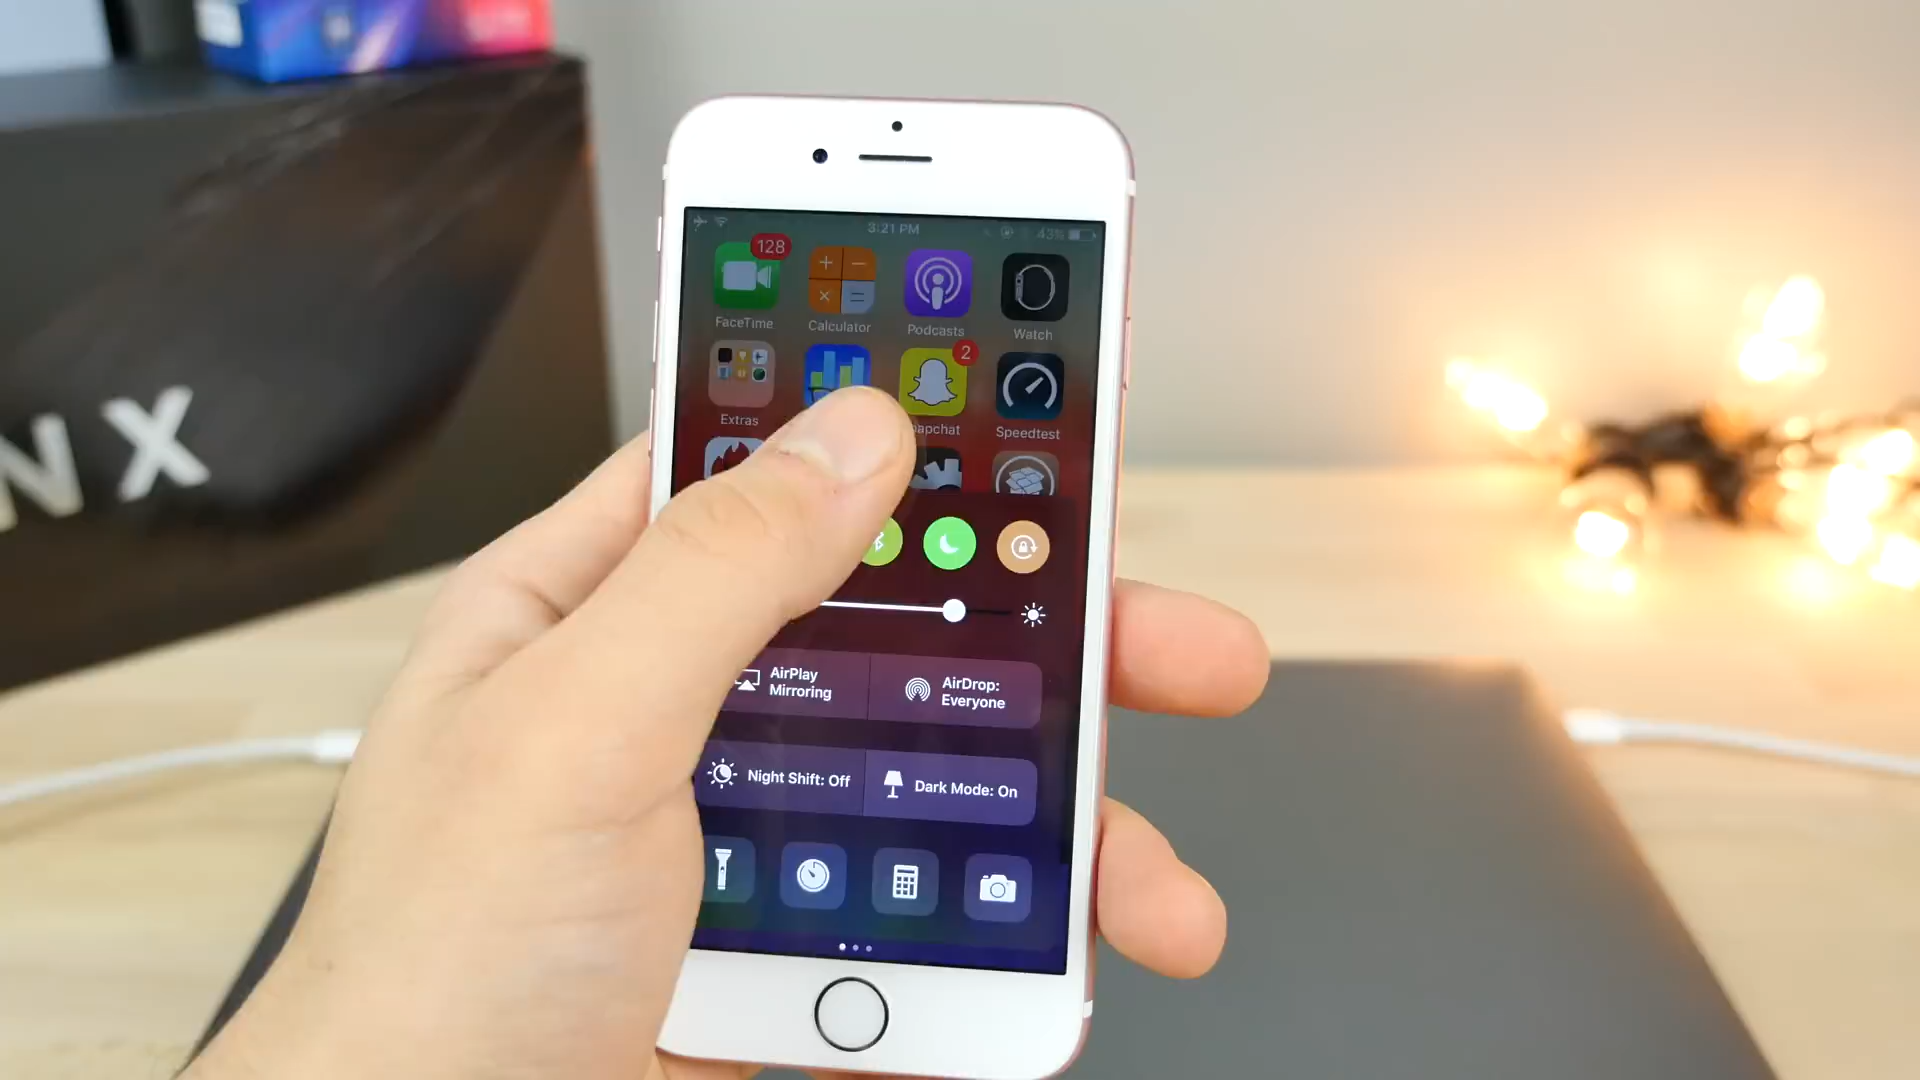 NX
3:21 PM
43%
128
FaceTime
Calculator
Podcasts
Watch
2
Extras
apchat
Speedtest
AirPlay
Mirroring
AirDrop:
Everyone
Night Shift: Off
Dark Mode: On